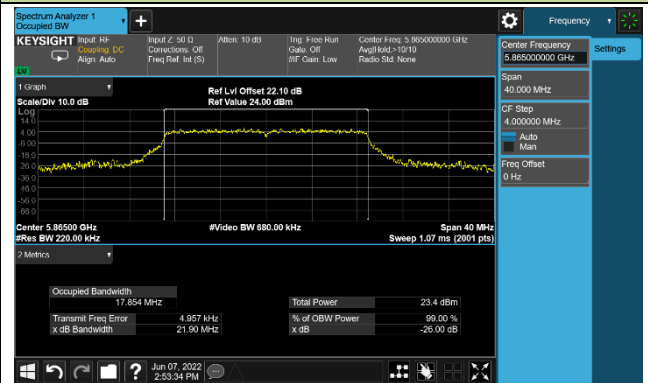 Spectrum Analyzer 1
Occupied BW
+
Frequency
KEYSIGHT
Input: RF
Coupling: DC
Align: Auto
Input Z: 50 Ω
Corrections: Off
Freq Ref: Int (S)
Atten: 10 dB
Trig: Free Run
Gate: Off
#IF Gain: Low
Center Freq: 5.865000000 GHz
Avg|Hold:>10/10
Radio Std: None
LW
Center Frequency
5.865000000 GHz
Settings
Span
40.000 MHz
CF Step
4.000000 MHz
Auto
Man
Freq Offset
0 Hz
1 Graph
Scale/Div 10.0 dB
Ref Lvl Offset 22.10 dB
Ref Value 24.00 dBm
Log
14.0
4.00
-6.00
-16.0
-26.0
-36.0
-46.0
-56.0
-66.0
Center 5.86500 GHz
#Video BW 680.00 kHz
Span 40 MHz
#Res BW 220.00 kHz
Sweep 1.07 ms (2001 pts)
2 Metrics
Occupied Bandwidth
17.854 MHz
Total Power 23.4 dBm
Transmit Freq Error 4.957 kHz
% of OBW Power 99.00 %
x dB Bandwidth 21.90 MHz
x dB -26.00 dB
?
Jun 07, 2022
2:53:34 PM